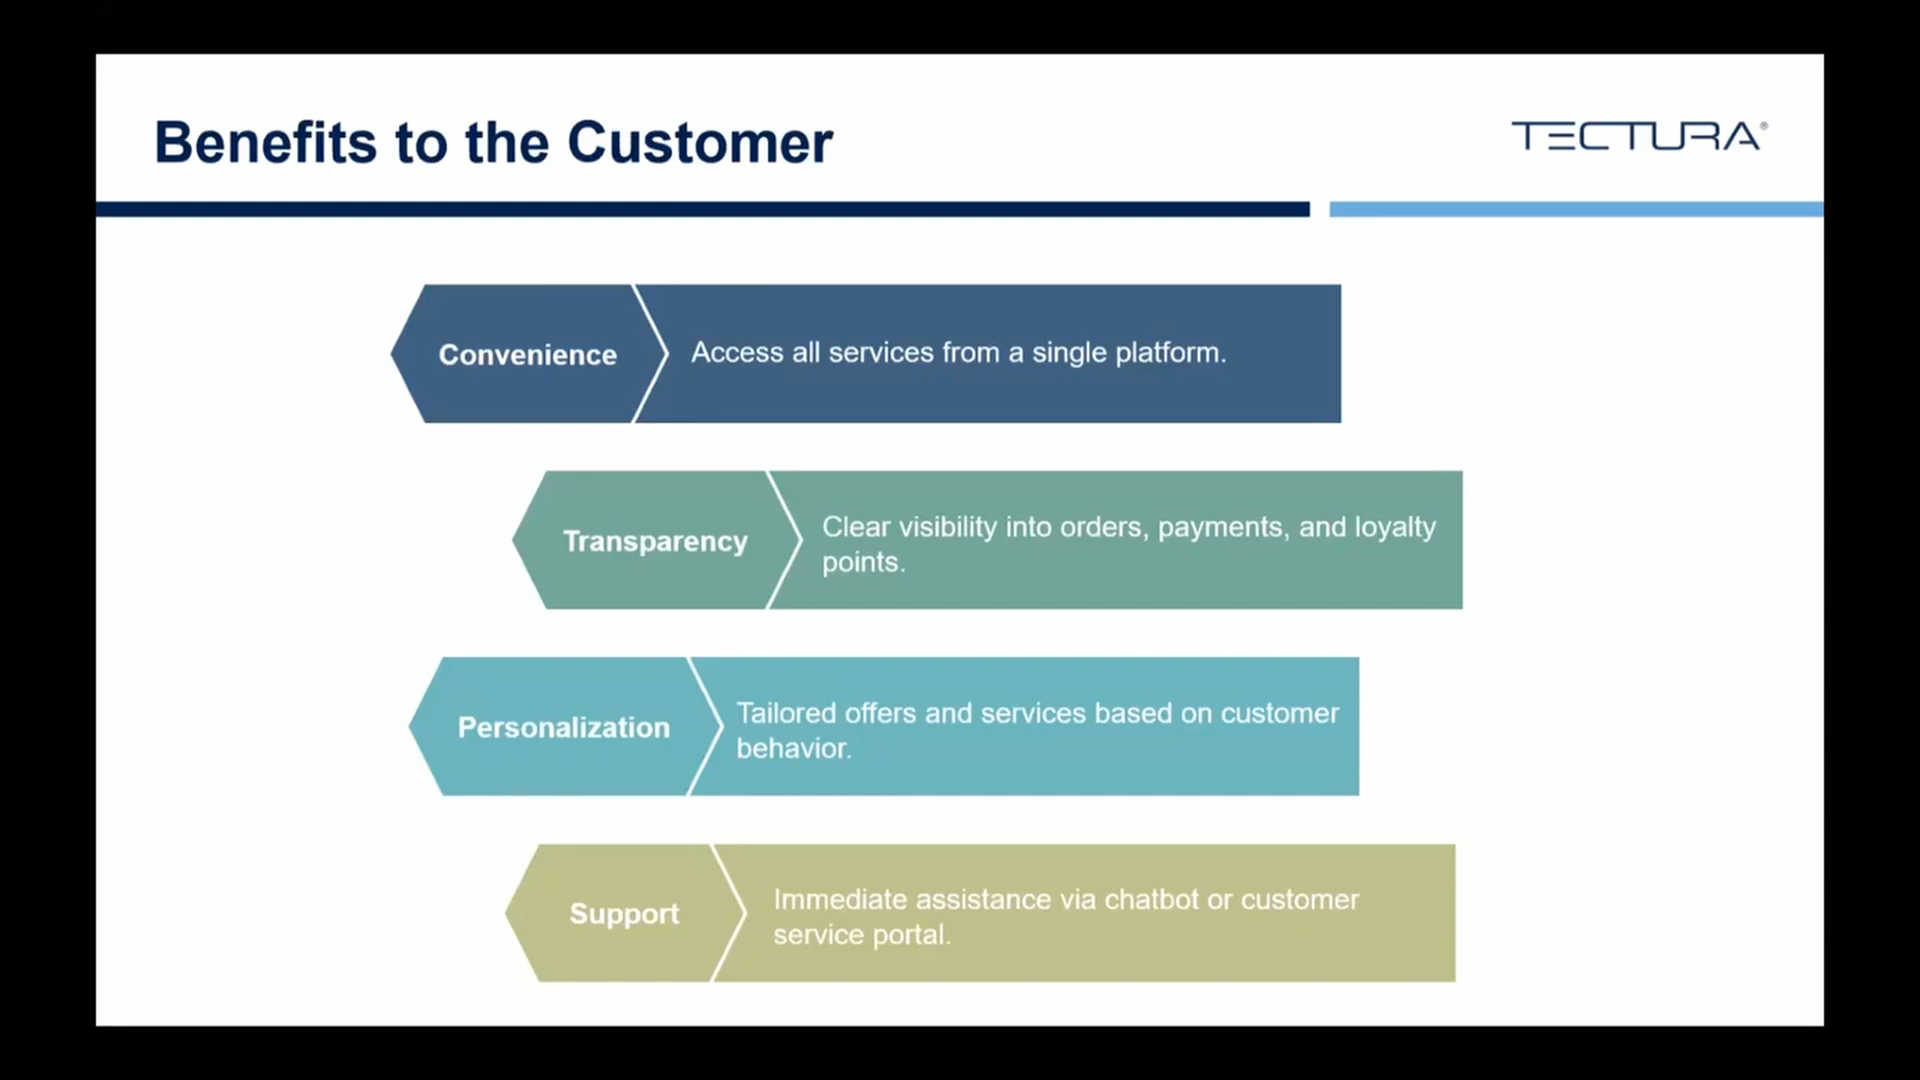 Benefits to the Customer
TECTURA®
Convenience
Access all services from a single platform.
Transparency
Clear visibility into orders, payments, and loyalty
points.
Personalization
Tailored offers and services based on customer
behavior.
Support
Immediate assistance via chatbot or customer
service portal.